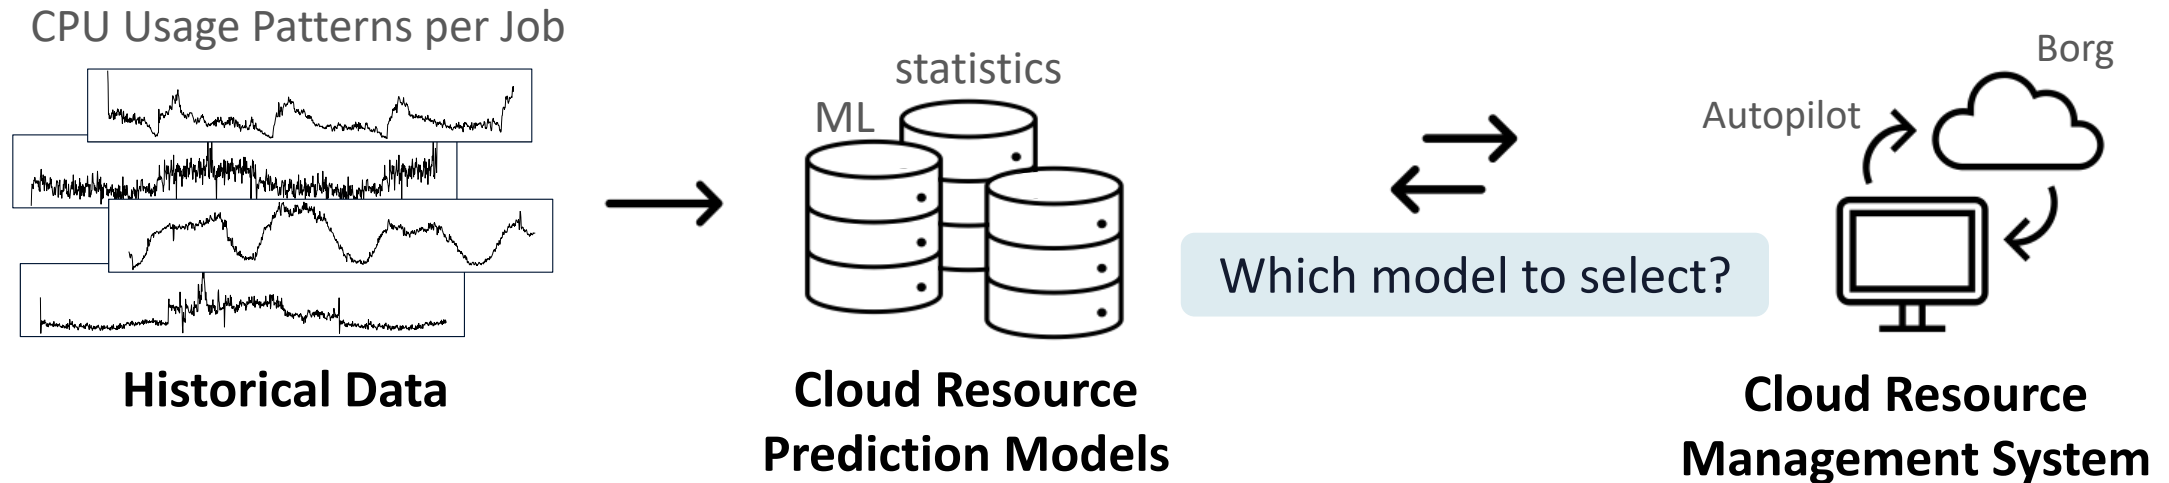 CPU Usage Patterns per Job
Historical Data
statistics
ML
Cloud Resource
Prediction Models
Which model to select?
Borg
Autopilot
Cloud Resource
Management System